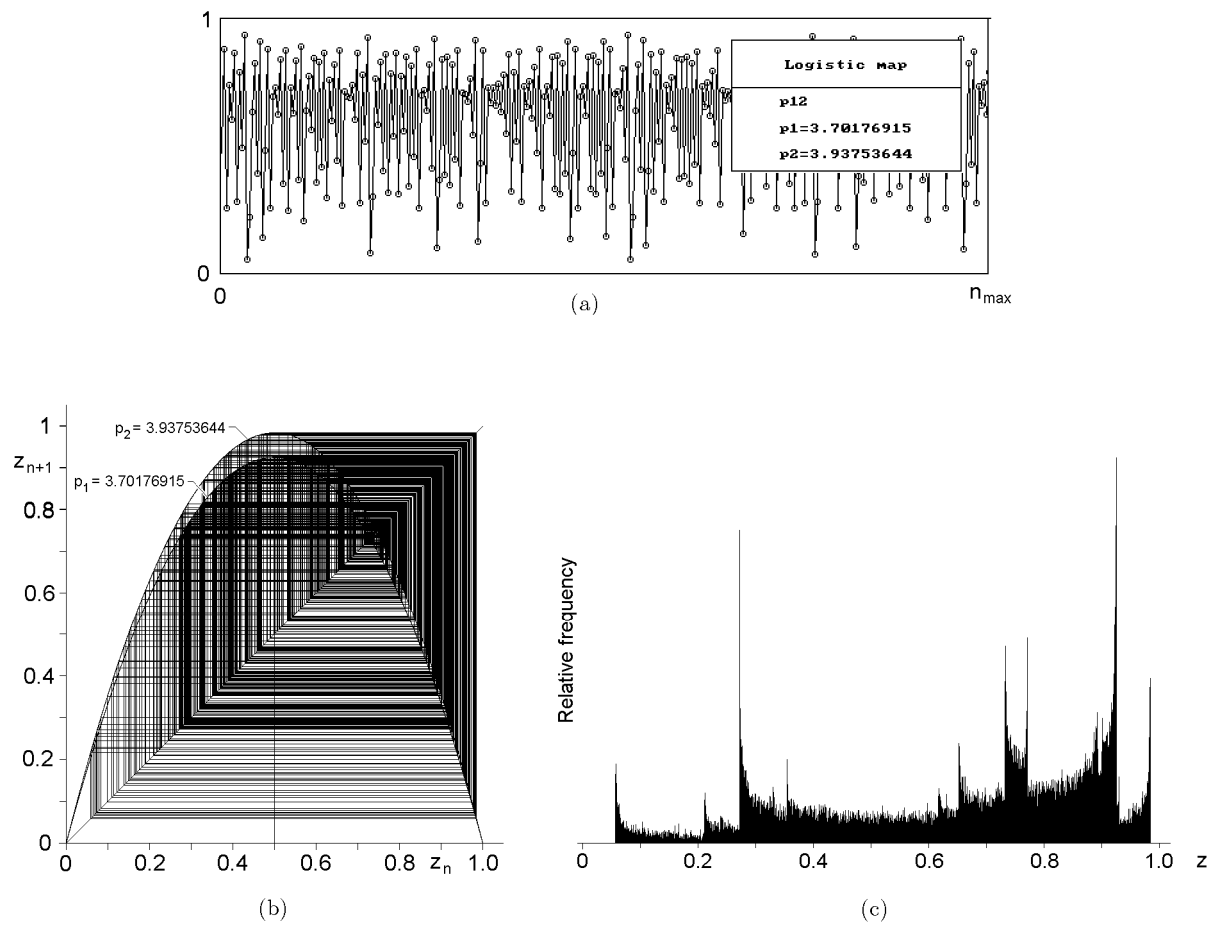 1
Logistic map
p12
p1=3.70176915
p2=3.93753644
0
0
n max
(a)
1
p2= 3.93753644
zn+1
p1= 3.70176915
0.8
0.6
0.4
0.2
0
0 0.2 0.4 0.6 0.8 zn 1.0
(b)
Relative frequency
0 0.2 0.4 0.6 0.8 1.0 z
(c)